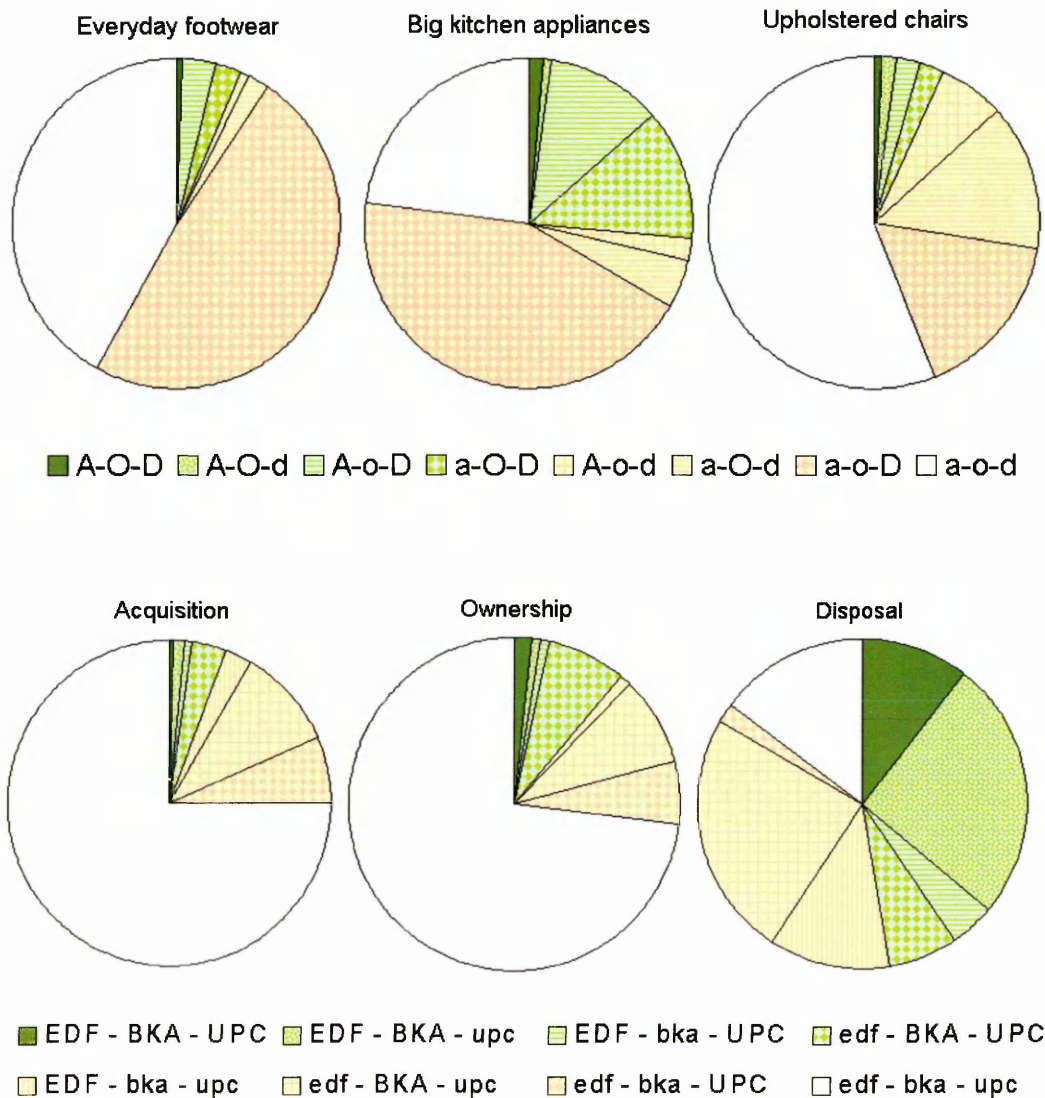 Everyday footwear
Big kitchen appliances
Upholstered chairs
A-O-D A-O-d A-o-D a-O-D A-o-d a-O-d a-o-D a-o-d
Acquisition
Ownership
Disposal
EDF - BKA - UPC EDF - BKA - upc EDF - bka - UPC edf - BKA - UPC
EDF - bka - upc edf - BKA - upc edf - bka - UPC edf - bka - upc